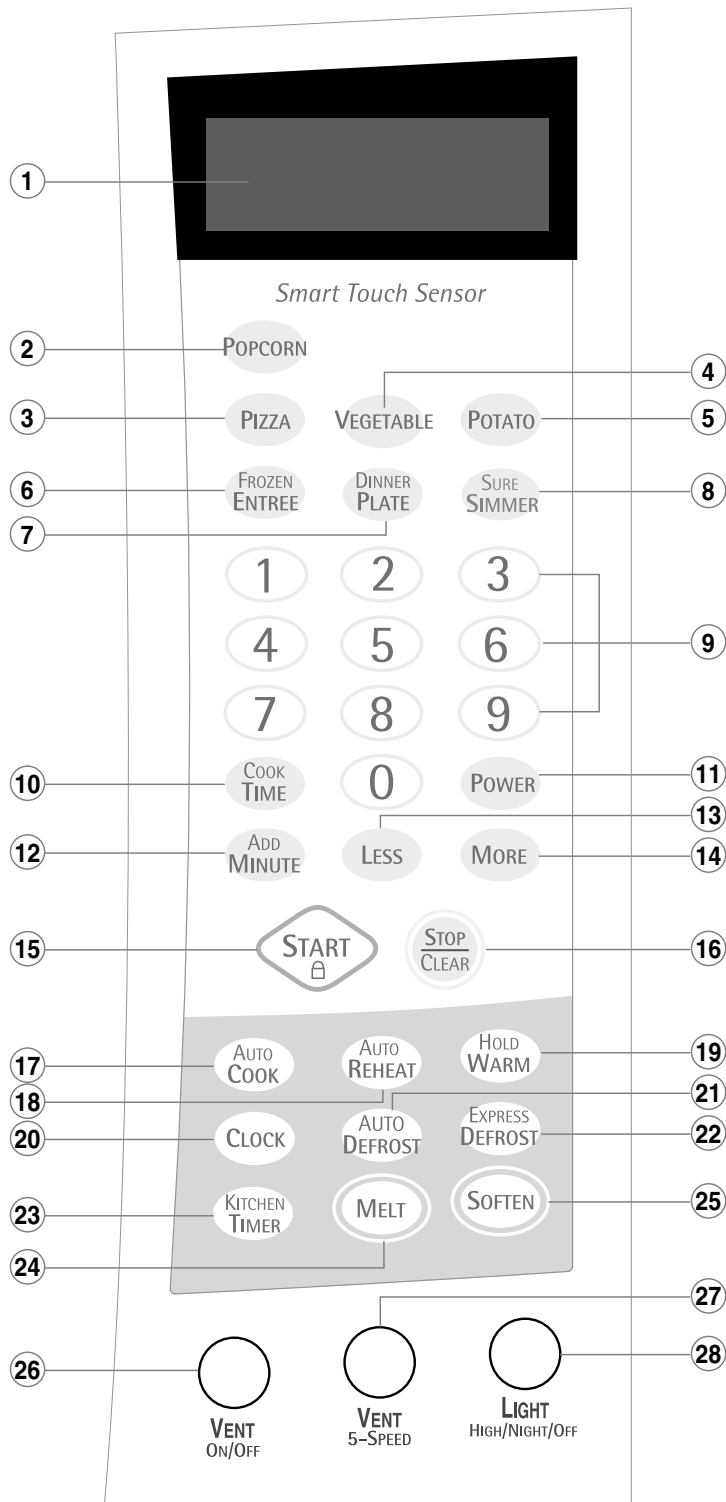 1
Smart Touch Sensor
2
POPCORN
4
3
PIZZA
VEGETABLE
POTATO
5
6
FROZEN
ENTREE
DINNER
PLATE
SURE
SIMMER
8
7
1
2
3
4
5
6
9
7
8
9
10
COOK
TIME
0
POWER
11
13
12
ADD
MINUTE
LESS
MORE
14
15
START
STOP
CLEAR
16
17
AUTO
COOK
AUTO
REHEAT
HOLD
WARM
19
18
21
20
CLOCK
AUTO
DEFROST
EXPRESS
DEFROST
22
23
KITCHEN
TIMER
MELT
SOFTEN
25
24
27
26
28
VENT
ON/OFF
VENT
5-SPEED
LIGHT
HIGH/NIGHT/OFF